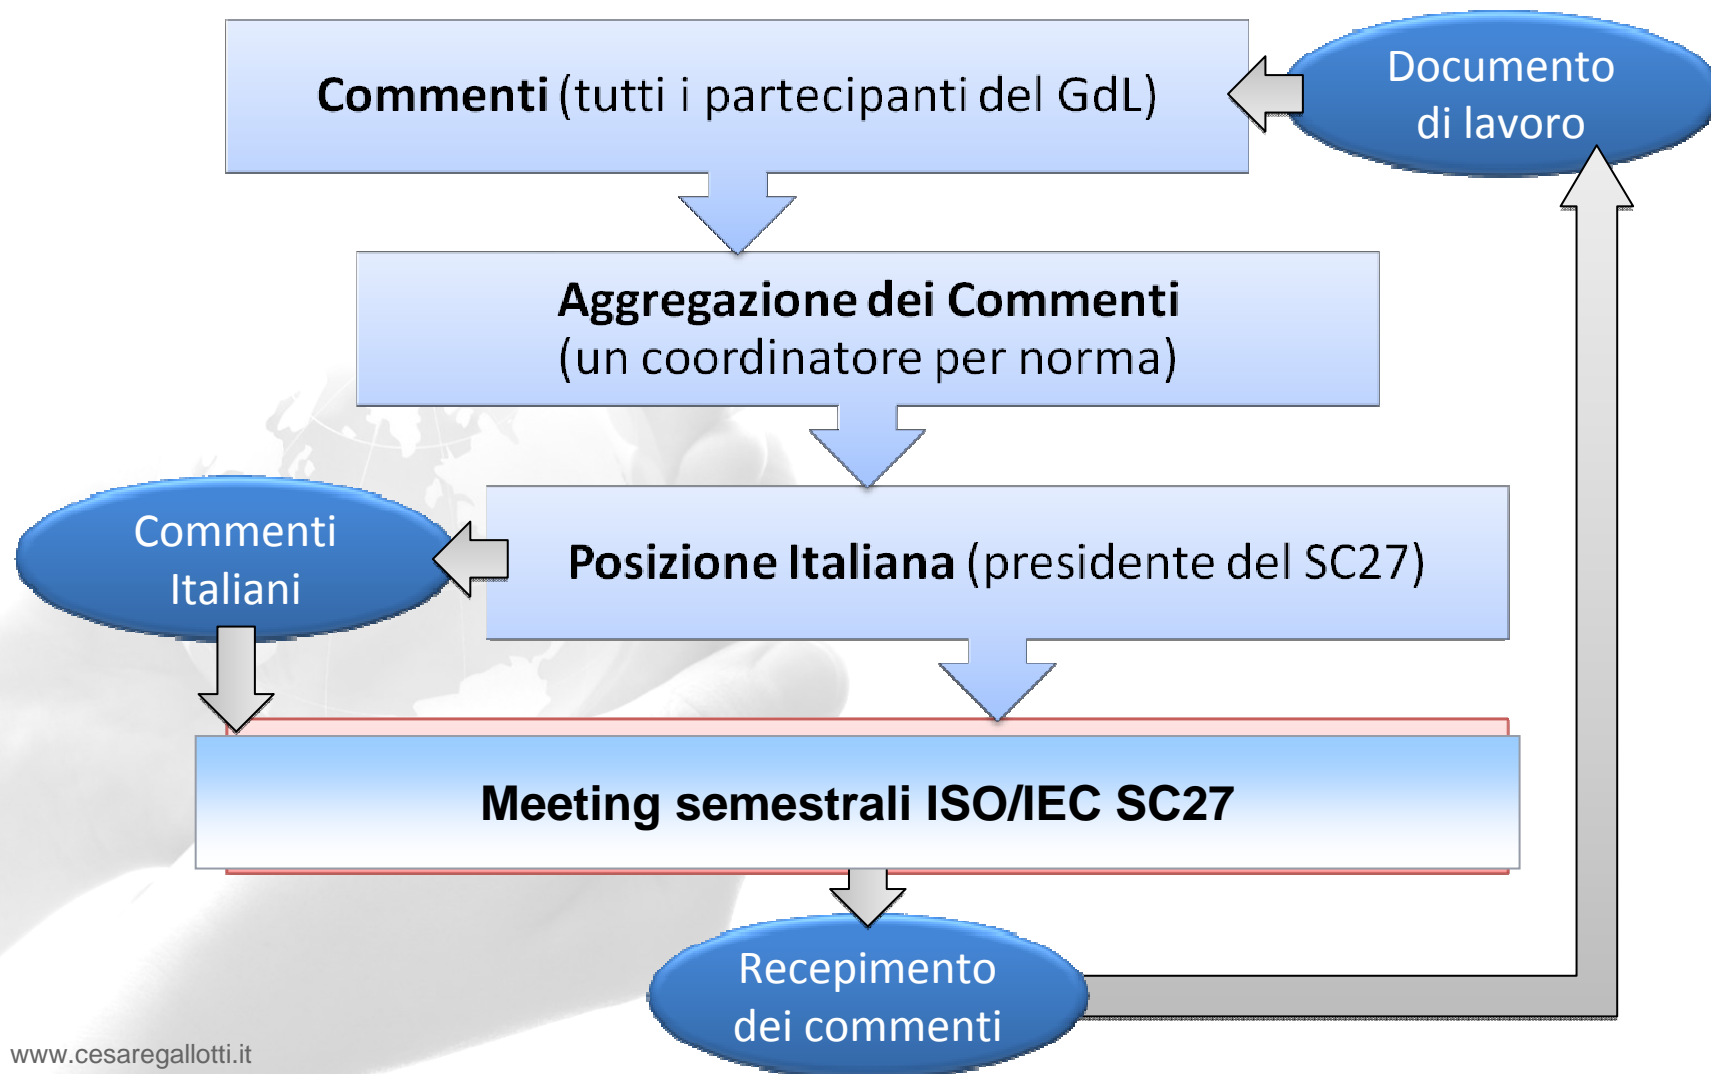 Commenti (tutti i partecipanti del GdL)
Documento
di lavoro
Aggregazione dei Commenti
(un coordinatore per norma)
Commenti
Italiani
Posizione Italiana (presidente del SC27)
Meeting semestrali ISO/IEC SC27
Recepimento
dei commenti
www.cesaregallotti.it